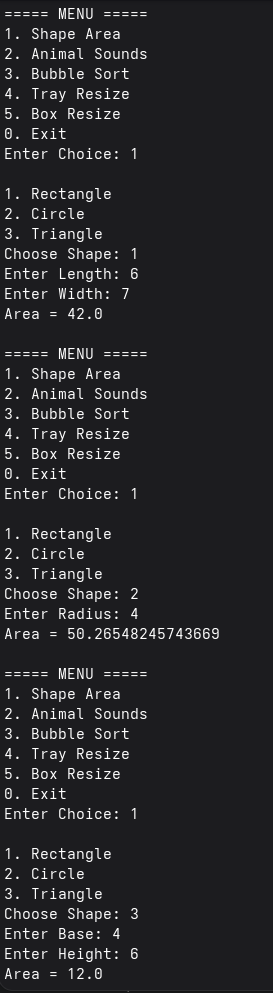 ===== MENU =====
1. Shape Area
2. Animal Sounds
3. Bubble Sort
4. Tray Resize
5. Box Resize
0. Exit
Enter Choice: 1

1. Rectangle
2. Circle
3. Triangle
Choose Shape: 1
Enter Length: 6
Enter Width: 7
Area = 42.0

===== MENU =====
1. Shape Area
2. Animal Sounds
3. Bubble Sort
4. Tray Resize
5. Box Resize
0. Exit
Enter Choice: 1

1. Rectangle
2. Circle
3. Triangle
Choose Shape: 2
Enter Radius: 4
Area = 50.26548245743669

===== MENU =====
1. Shape Area
2. Animal Sounds
3. Bubble Sort
4. Tray Resize
5. Box Resize
0. Exit
Enter Choice: 1

1. Rectangle
2. Circle
3. Triangle
Choose Shape: 3
Enter Base: 4
Enter Height: 6
Area = 12.0